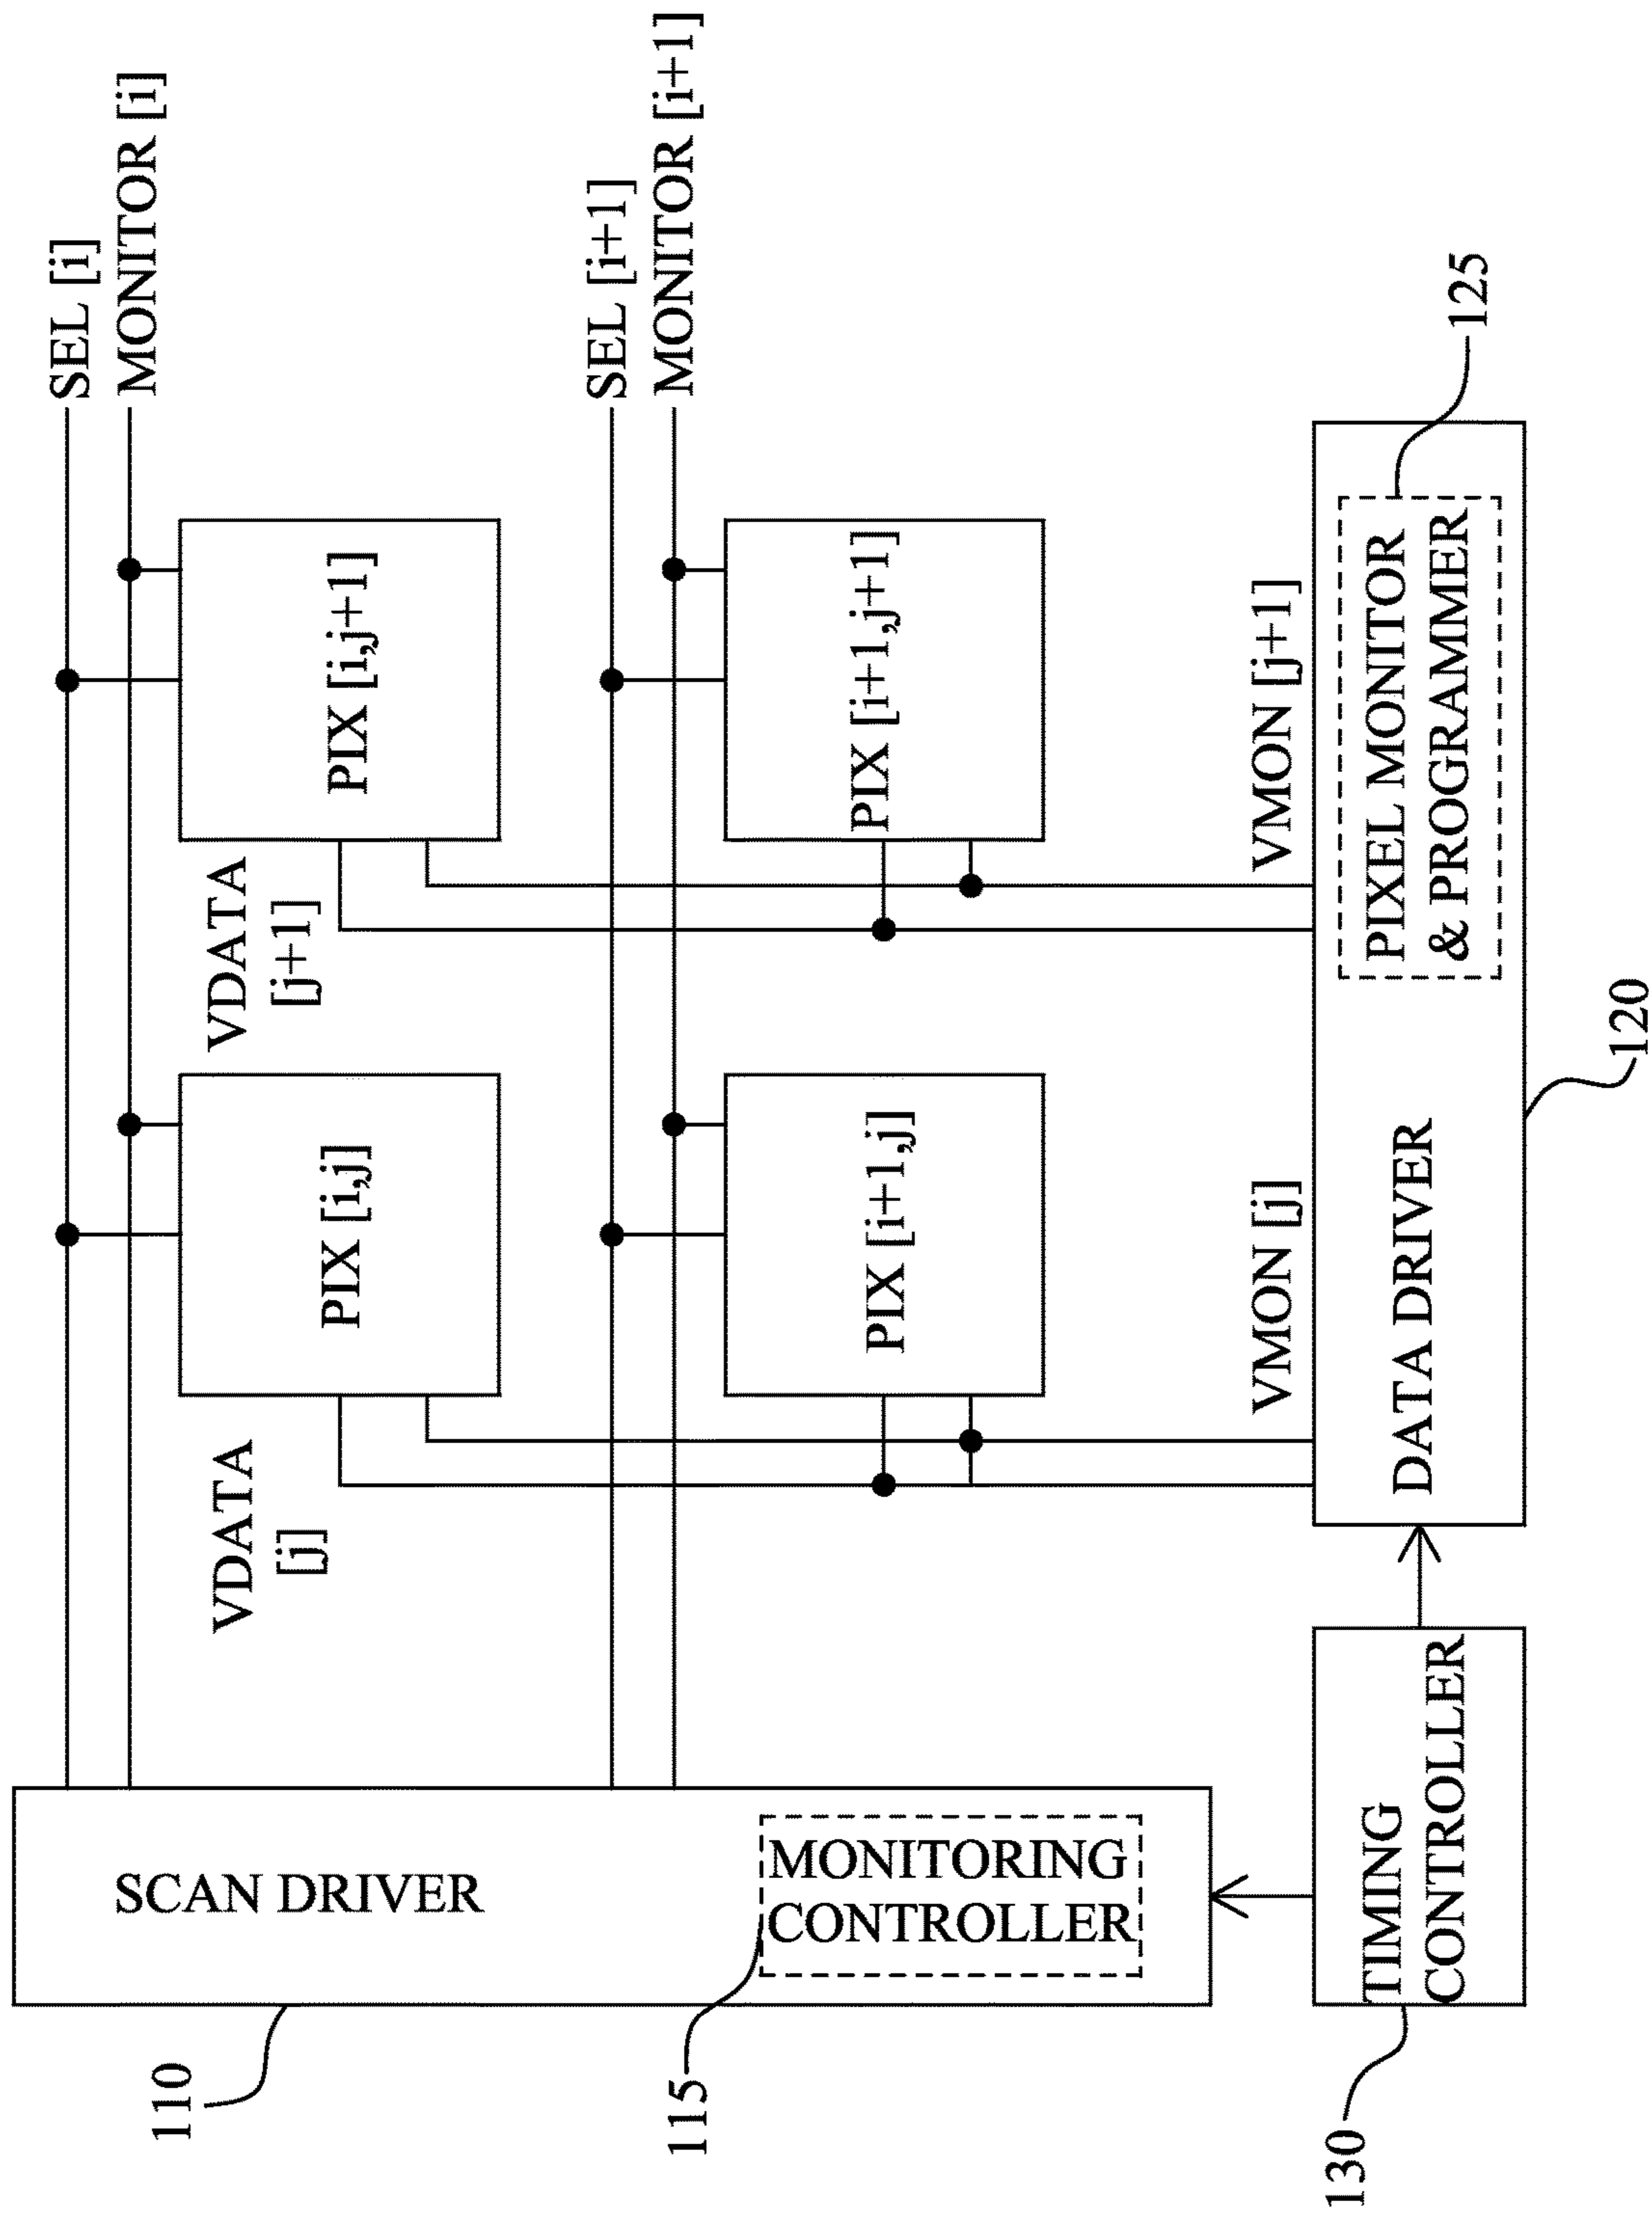 SEL [i]
MONITOR [i]
SEL [i+1]
MONITOR [i+1]
VDATA
[j]
PIX [i,j]
VDATA
[j+1]
PIX [i,j+1]
PIX [i+1,j]
PIX [i+1,j+1]
VMON [j]
VMON [j+1]
SCAN DRIVER
MONITORING
CONTROLLER
110
115
TIMING
CONTROLLER
130
DATA DRIVER
PIXEL MONITOR
& PROGRAMMER
120
125